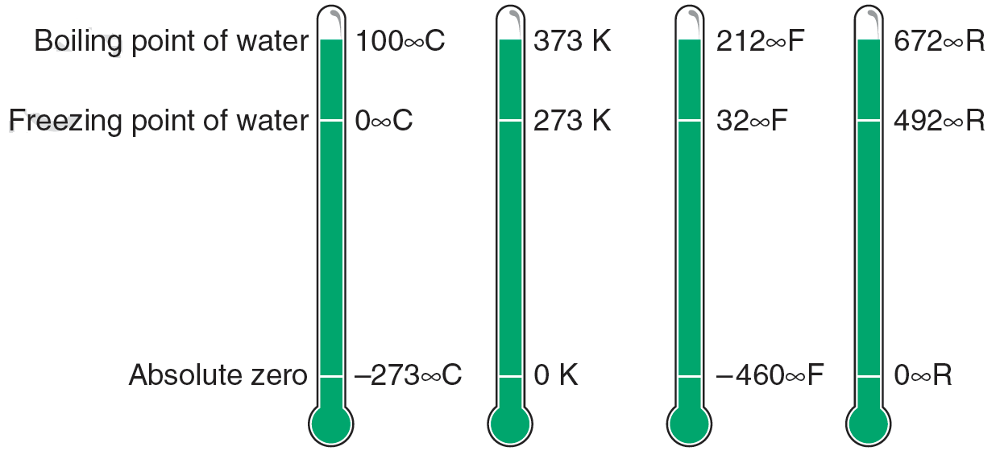 Boiling point of water 100∞C 373 K 212∞F 672∞R
Freezing point of water 0∞C 273 K 32∞F 492∞R
Absolute zero –273∞C 0 K –460∞F 0∞R